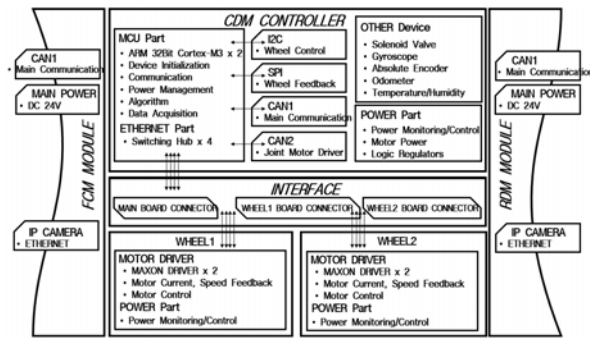 CDM CONTROLLER
MCU Part
• ARM 32Bit Cortex-M3 x 2
• Device Initialization
• Communication
• Power Management
• Algorithm
• Data Acquisition
ETHERNET Part
• Switching Hub x 4
I2C
• Wheel Control
SPI
• Wheel Feedback
CAN1
• Main Communication
CAN2
• Joint Motor Driver
OTHER Device
• Solenoid Valve
• Gyroscope
• Absolute Encoder
• Odometer
• Temperature/Humidity
POWER Part
• Power Monitoring/Control
• Motor Power
• Logic Regulators
CAN1
• Main Communication
MAIN POWER
• DC 24V
FCM MODULE
IP CAMERA
• ETHERNET
CAN1
• Main Communication
MAIN POWER
• DC 24V
RDM MODULE
IP CAMERA
• ETHERNET
INTERFACE
MAIN BOARD CONNECTOR
WHEEL1 BOARD CONNECTOR
WHEEL2 BOARD CONNECTOR
WHEEL1
MOTOR DRIVER
• MAXON DRIVER x 2
• Motor Current, Speed Feedback
• Motor Control
POWER Part
• Power Monitoring/Control
WHEEL2
MOTOR DRIVER
• MAXON DRIVER x 2
• Motor Current, Speed Feedback
• Motor Control
POWER Part
• Power Monitoring/Control